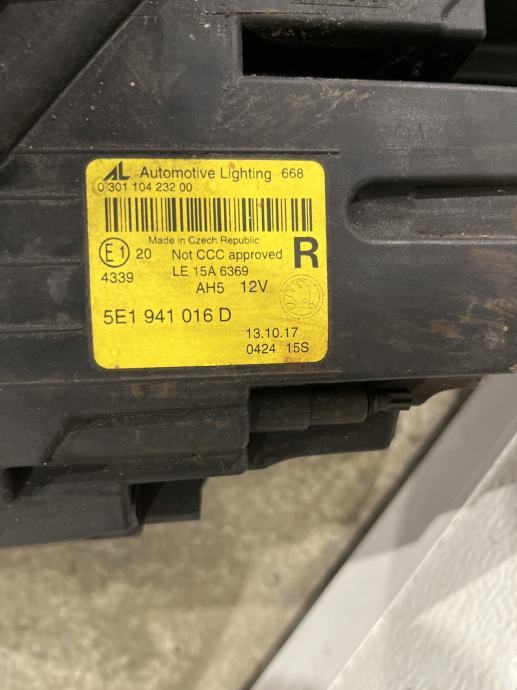 AL Automotive Lighting 668
0 301 104 232 00
Made in Czech Republic
E1 20 Not CCC approved R
4339 LE 15A 6369
AH5 12V
5E1 941 016 D
13.10.17
0424 15S